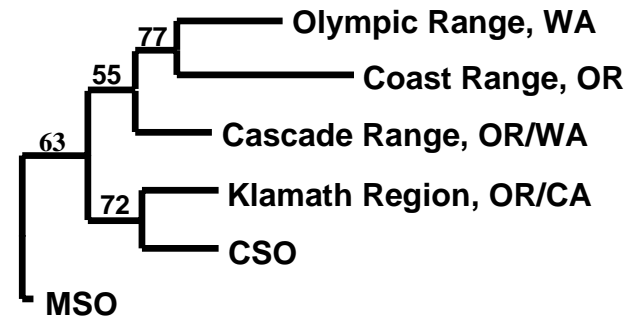 77
Olympic Range, WA
Coast Range, OR
55
Cascade Range, OR/WA
63
72
Klamath Region, OR/CA
CSO
MSO